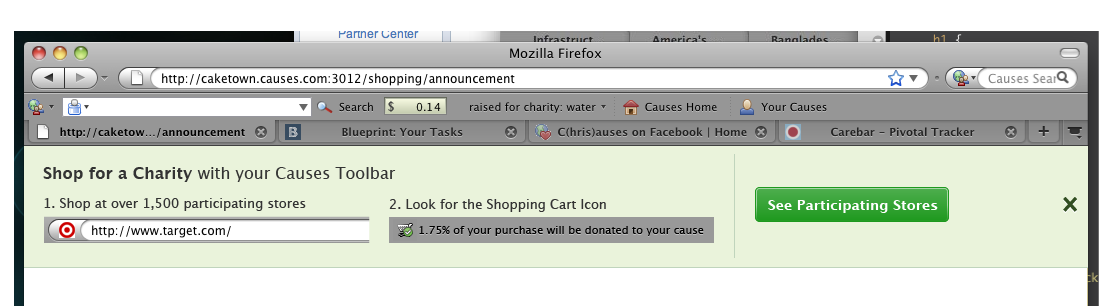 Partner Center
Infrastruct
America's
Banglades
h1 {
Mozilla Firefox
http://caketown.causes.com:3012/shopping/announcement
Causes Sear
Search
$ 0.14
raised for charity: water
Causes Home
Your Causes
http://caketow.../announcement
B
Blueprint: Your Tasks
C(hris)auses on Facebook | Home
Carebar – Pivotal Tracker
+
Shop for a Charity with your Causes Toolbar
1. Shop at over 1,500 participating stores
2. Look for the Shopping Cart Icon
See Participating Stores
http://www.target.com/
1.75% of your purchase will be donated to your cause
ck